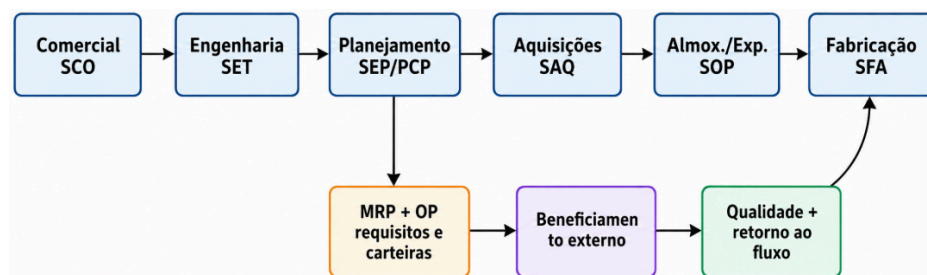 Comercial
SCO
Engenharia
SET
Planejamento
SEP/PCP
Aquisições
SAQ
Almox./Exp.
SOP
Fabricação
SFA
MRP + OP
requisitos e
carteiras
Beneficiamen
to externo
Qualidade +
retorno ao
fluxo